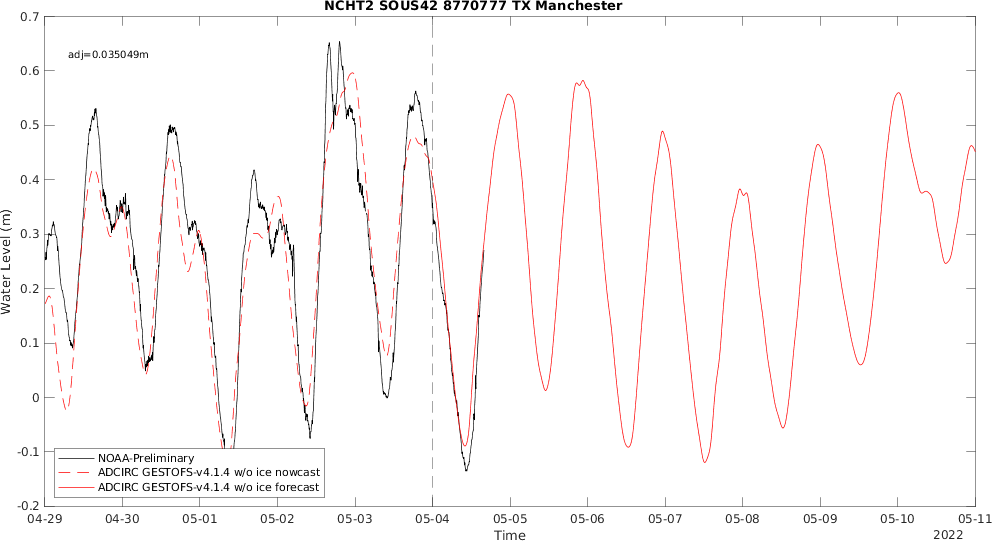 NCHT2 SOUS42 8770777 TX Manchester
adj=0.035049m
0.7
0.6
0.5
0.4
0.3
0.2
0.1
0
-0.1
-0.2
Water Level (m)
NOAA-Preliminary
ADCIRC GESTOFS-v4.1.4 w/o ice nowcast
ADCIRC GESTOFS-v4.1.4 w/o ice forecast
04-29 04-30 05-01 05-02 05-03 05-04 05-05 05-06 05-07 05-08 05-09 05-10 05-11
Time
2022